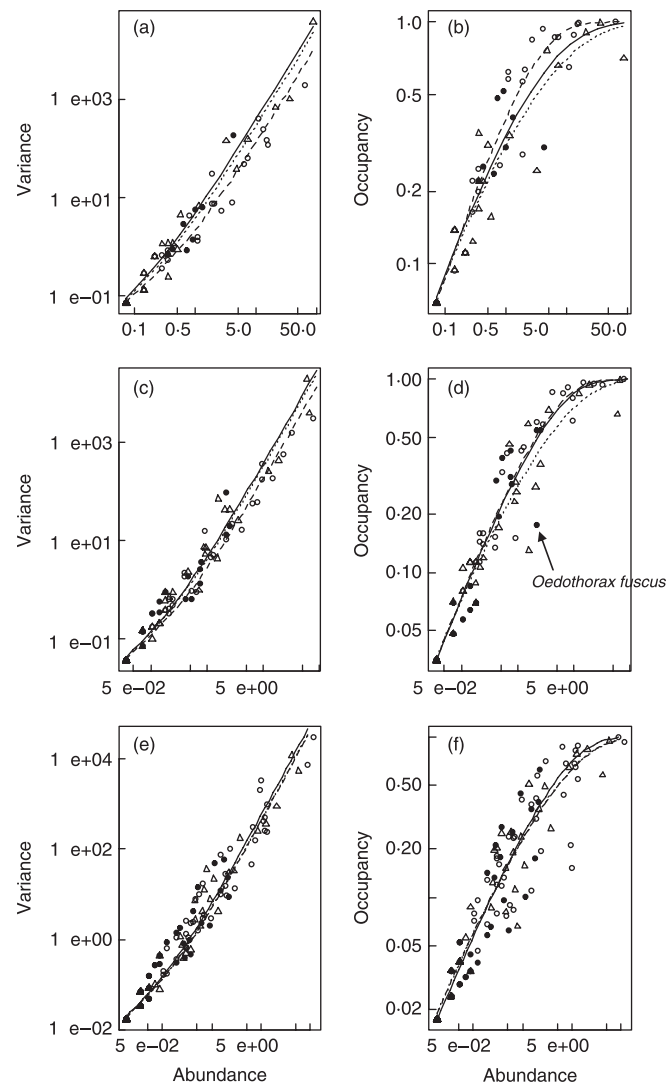 (a)
Variance
1 e+03
1 e+01
1 e−01
0·1 0·5 5·0 50·0
(b)
Occupancy
1·0
0·5
0·2
0·1
0·1 0·5 5·0 50·0
(c)
Variance
1 e+03
1 e+01
1 e−01
5 e−02 5 e+00
(d)
Occupancy
1·00
0·50
0·20
0·10
0·05
Oedothorax fuscus
5 e−02 5 e+00
(e)
Variance
1 e+04
1 e+02
1 e+00
1 e−02
5 e−02 5 e+00
Abundance
(f)
Occupancy
0·50
0·20
0·05
0·02
5 e−02 5 e+00
Abundance